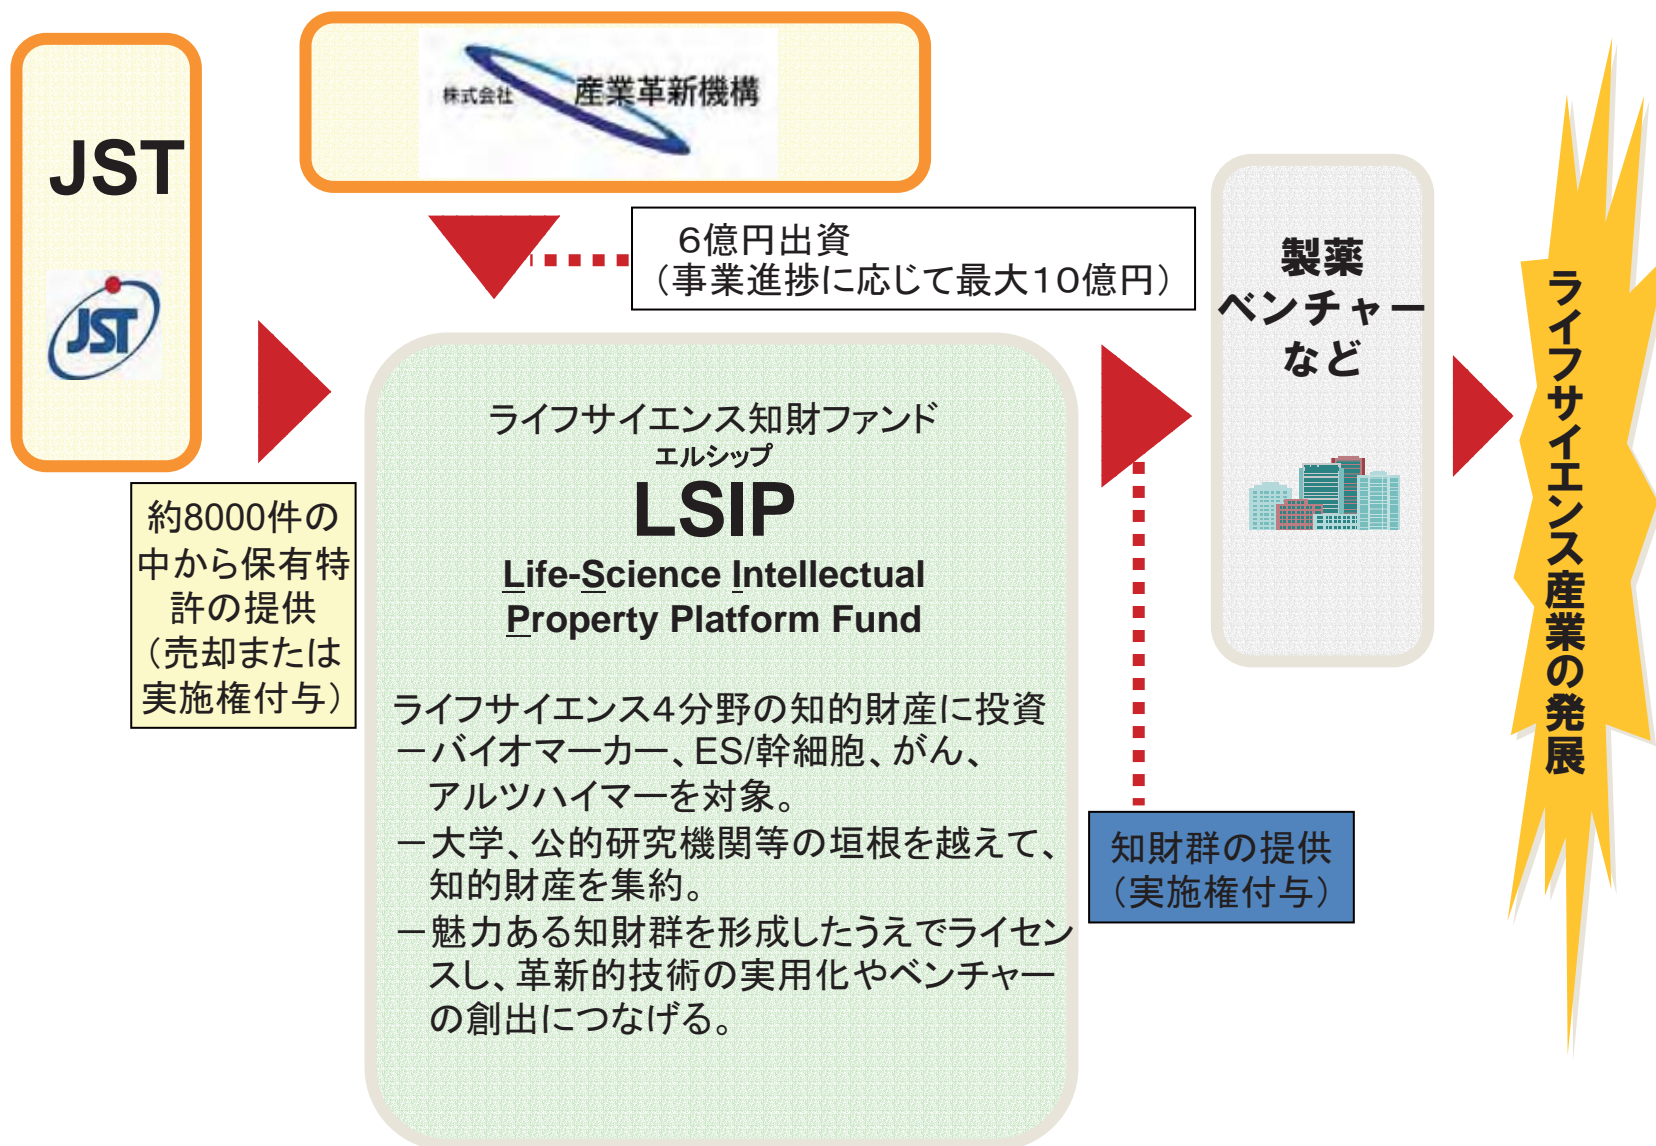 JST
JST
株式会社 産業革新機構
6億円出資
（事業進捗に応じて最大10億円）
約8000件の
中から保有特
許の提供
（売却または
実施権付与）
ライフサイエンス知財ファンド
エルシップ
LSIP
Life-Science Intellectual
Property Platform Fund
ライフサイエンス4分野の知的財産に投資
－バイオマーカー、ES/幹細胞、がん、
アルツハイマーを対象。
－大学、公的研究機関等の垣根を越えて、
知的財産を集約。
－魅力ある知財群を形成したうえでライセン
スし、革新的技術の実用化やベンチャー
の創出につなげる。
知財群の提供
（実施権付与）
製薬
ベンチャー
など
ライフサイエンス産業の発展